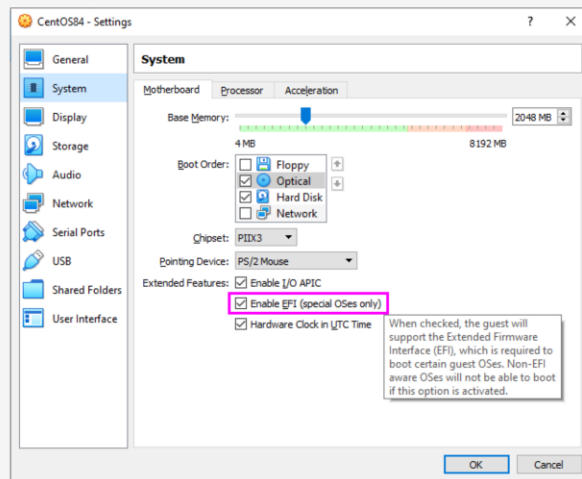 CentOS84 - Settings
?
General
System
Display
Storage
Audio
Network
Serial Ports
USB
Shared Folders
User Interface
System
Motherboard Processor Acceleration
Base Memory: 2048 MB
4 MB 8192 MB
Boot Order: Floppy
Optical
Hard Disk
Network
Chipset: PIIX3
Pointing Device: PS/2 Mouse
Extended Features: Enable I/O APIC
Enable EFI (special OSes only)
Hardware Clock in UTC Time
When checked, the guest will
support the Extended Firmware
Interface (EFI), which is required to
boot certain guest OSes. Non-EFI
aware OSes will not be able to boot
if this option is activated.
OK Cancel